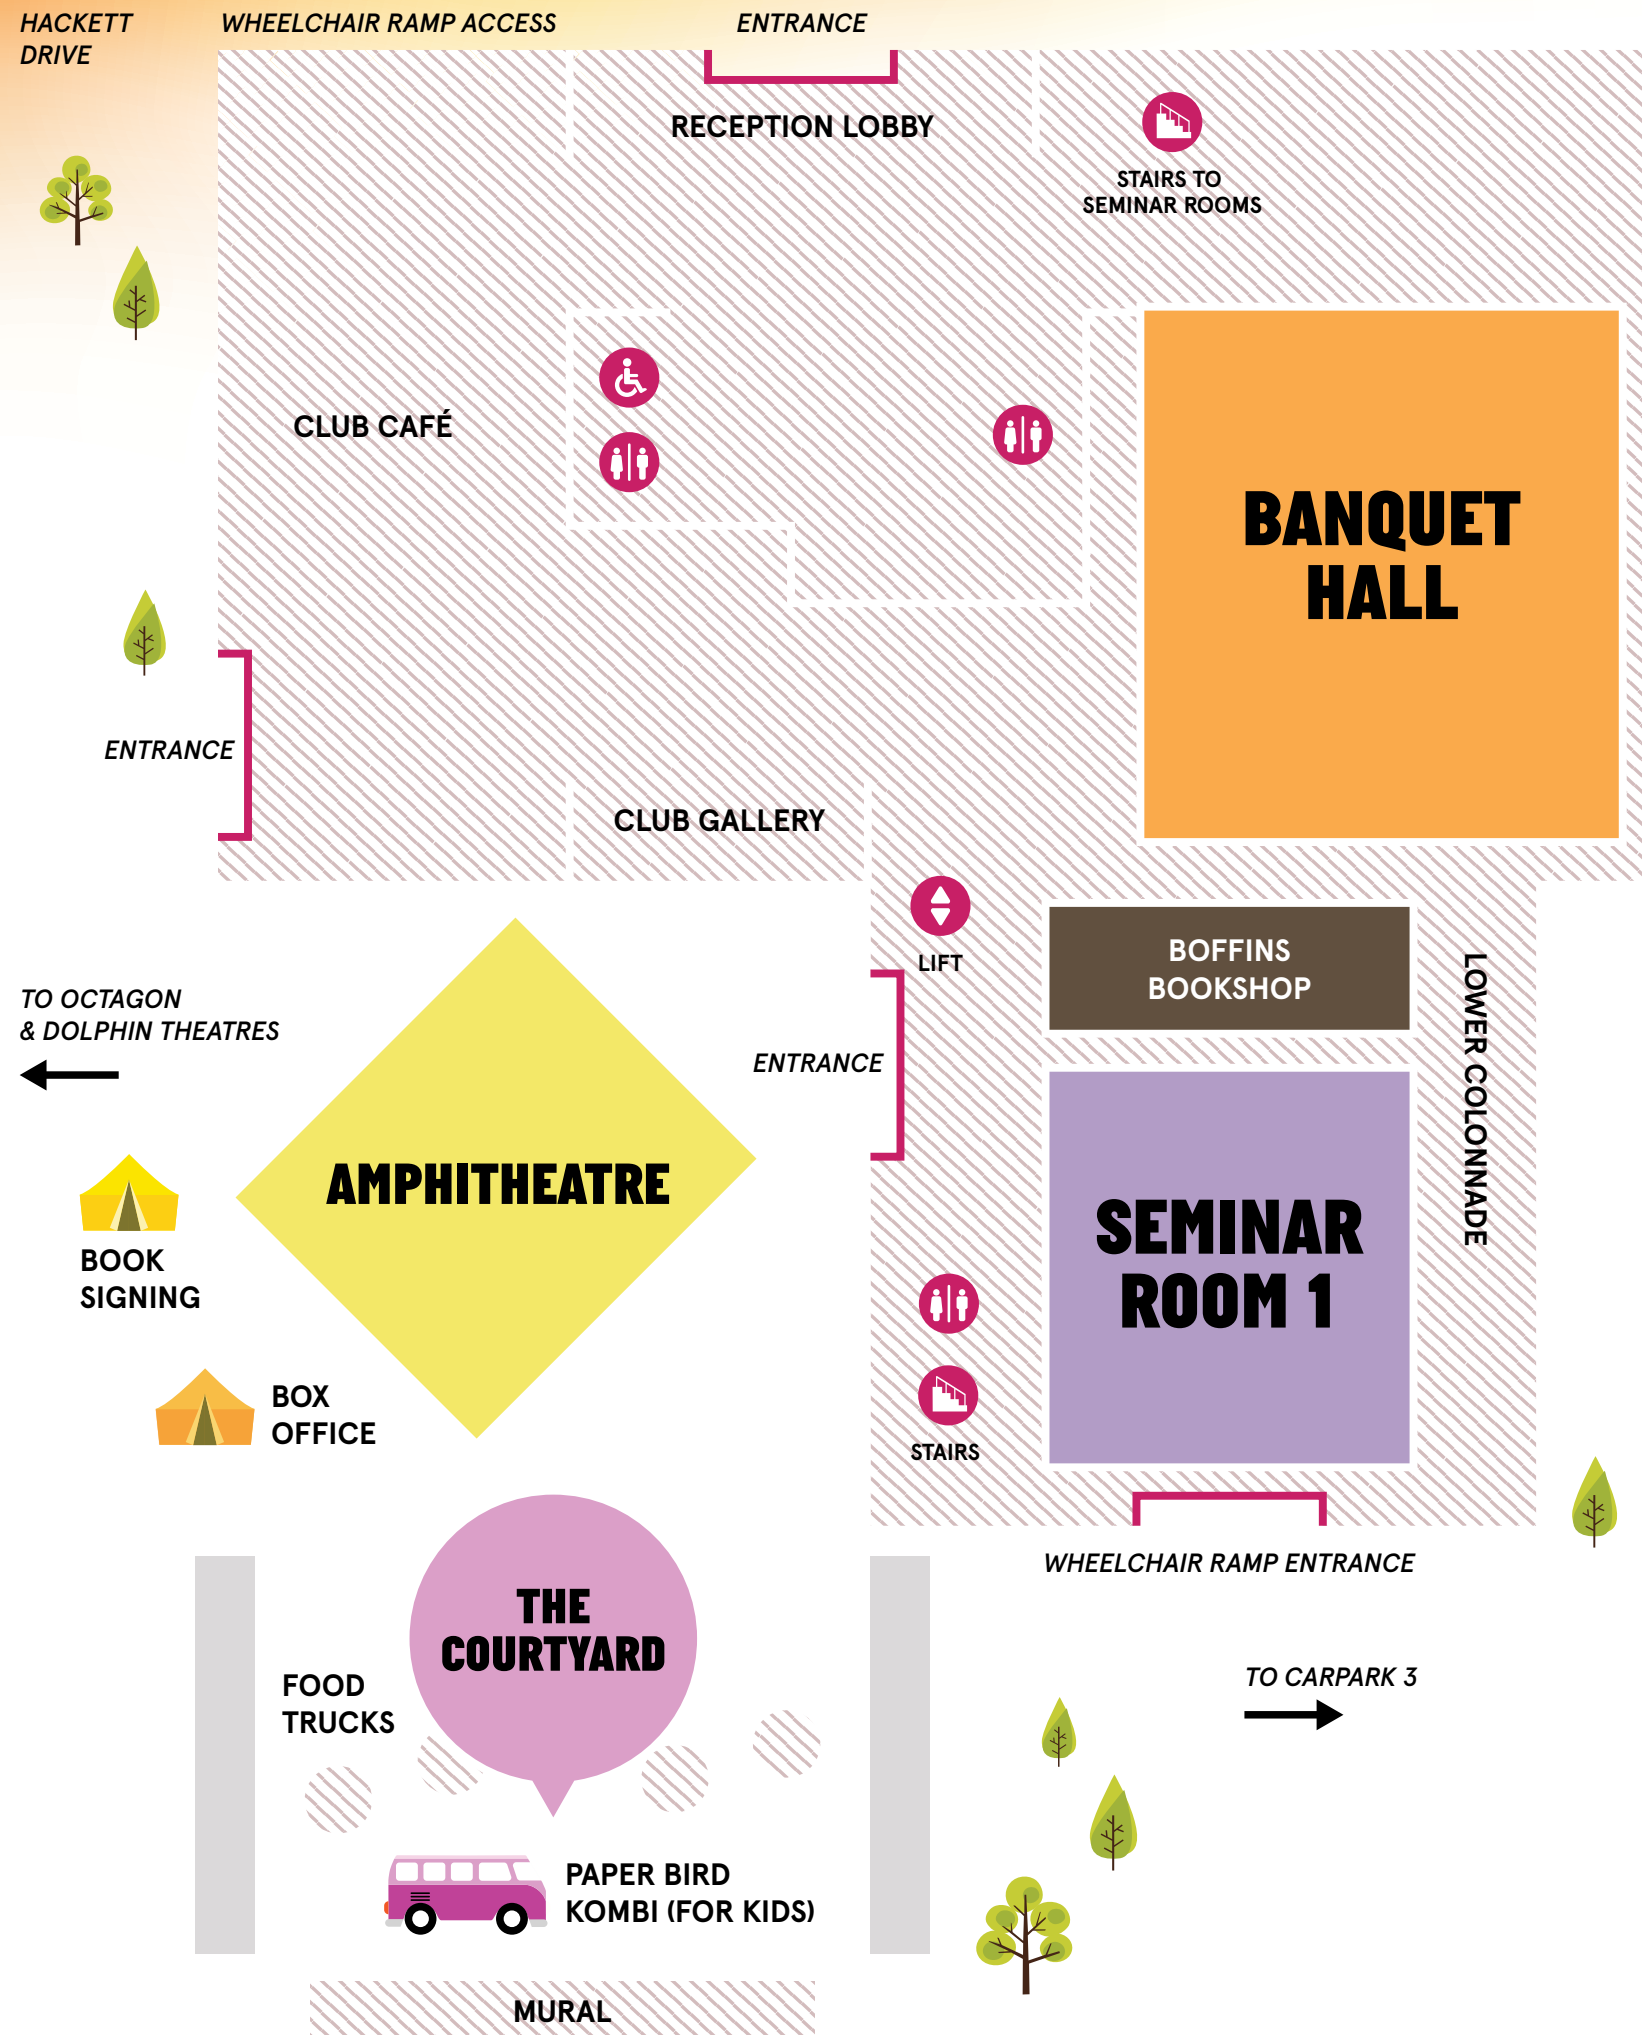 HACKETT
DRIVE
WHEELCHAIR RAMP ACCESS
ENTRANCE
RECEPTION LOBBY
STAIRS TO
SEMINAR ROOMS
CLUB CAFÉ
BANQUET
HALL
ENTRANCE
CLUB GALLERY
LIFT
BOFFINS
BOOKSHOP
LOWER COLONNADE
TO OCTAGON
& DOLPHIN THEATRES
ENTRANCE
AMPHITHEATRE
SEMINAR
ROOM 1
BOOK
SIGNING
BOX
OFFICE
STAIRS
WHEELCHAIR RAMP ENTRANCE
THE
COURTYARD
FOOD
TRUCKS
TO CARPARK 3
PAPER BIRD
KOMBI (FOR KIDS)
MURAL